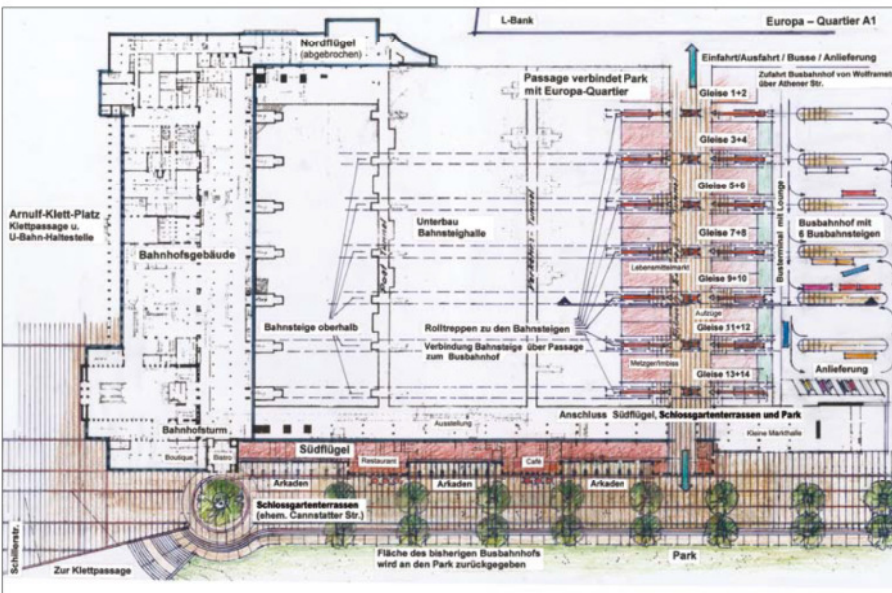 L-Bank
Europa – Quartier A1
Nordflügel
(abgebrochen)
Einfahrt/Ausfahrt / Busse / Anlieferung
Passage verbindet Park
mit Europa-Quartier
Zufahrt Busbahnhof von Wolframst
über Athener Str.
Gleise 1+2
Gleise 3+4
Gleise 5+6
Arnulf-Klett-Platz
Klettpassage u.
U-Bahn-Haltestelle
Unterbau
Bahnsteighalle
Gleise 7+8
Busterminal mit Lounge
Busbahnhof mit
6 Busbahnsteigen
Bahnhofsgebäude
Lebensmittelmarkt
Gleise 9+10
Aufzüge
Bahnsteige oberhalb
Rolltreppen zu den Bahnsteigen
Gleise 11+12
Verbindung Bahnsteige über Passage
zum Busbahnhof
Metzger/Imbiss
Gleise 13+14
Anlieferung
Anschluss Südflügel, Schlossgartenterrassen und Park
Bahnhofsturm
Ausstellung
Kleine Markthalle
Boutique
Bistro
Südflügel
Restaurant
Café
Arkaden
Arkaden
Arkaden
Schlossgartenterrassen
(ehem. Cannstatter Str.)
Schillerstr.
Fläche des bisherigen Busbahnhofs
wird an den Park zurückgegeben
Park
Zur Klettpassage